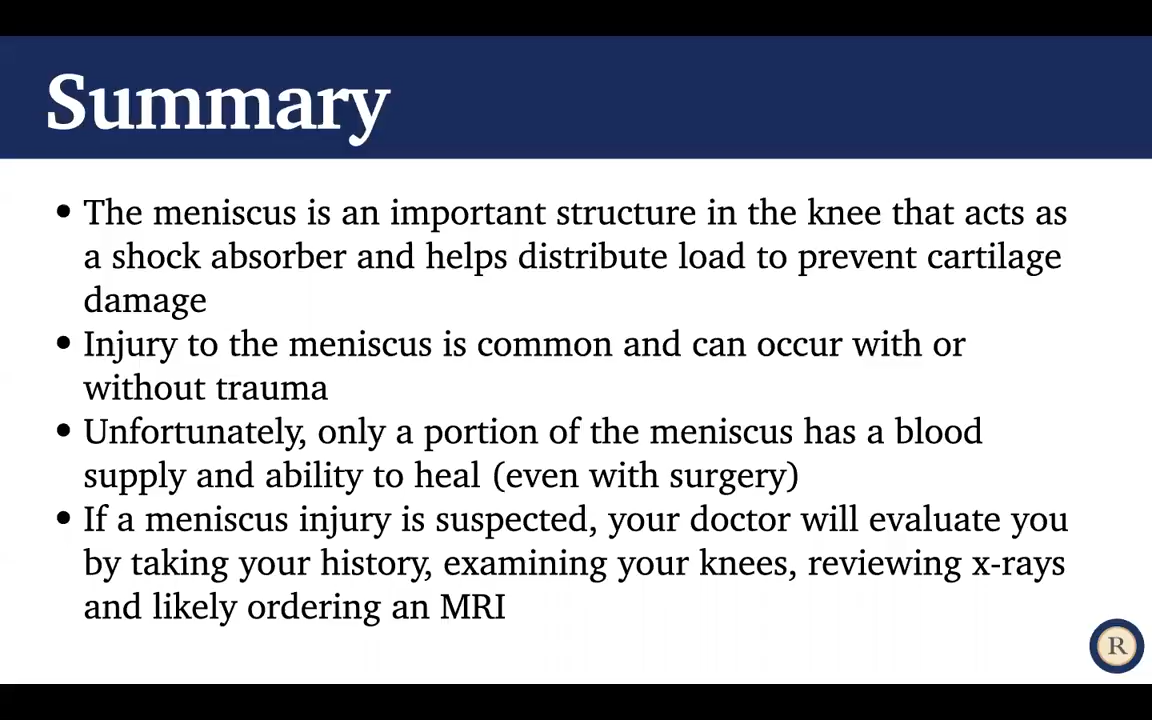 Summary
• The meniscus is an important structure in the knee that acts as
a shock absorber and helps distribute load to prevent cartilage
damage
• Injury to the meniscus is common and can occur with or
without trauma
• Unfortunately, only a portion of the meniscus has a blood
supply and ability to heal (even with surgery)
• If a meniscus injury is suspected, your doctor will evaluate you
by taking your history, examining your knees, reviewing x-rays
and likely ordering an MRI
R